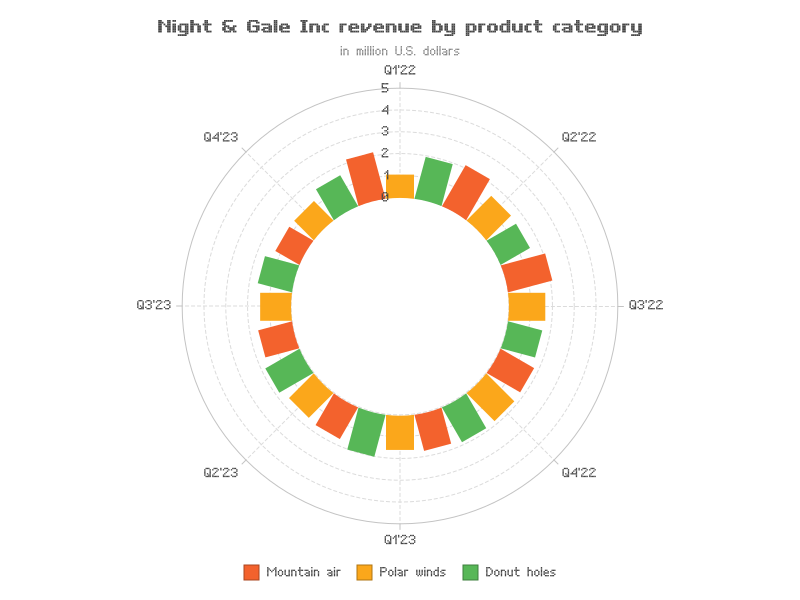 Night & Gale Inc revenue by product category
in million U.S. dollars
Q1'22
5
4
3
2
1
0
Q2'22
Q3'22
Q4'22
Q1'23
Q2'23
Q3'23
Q4'23
Mountain air
Polar winds
Donut holes